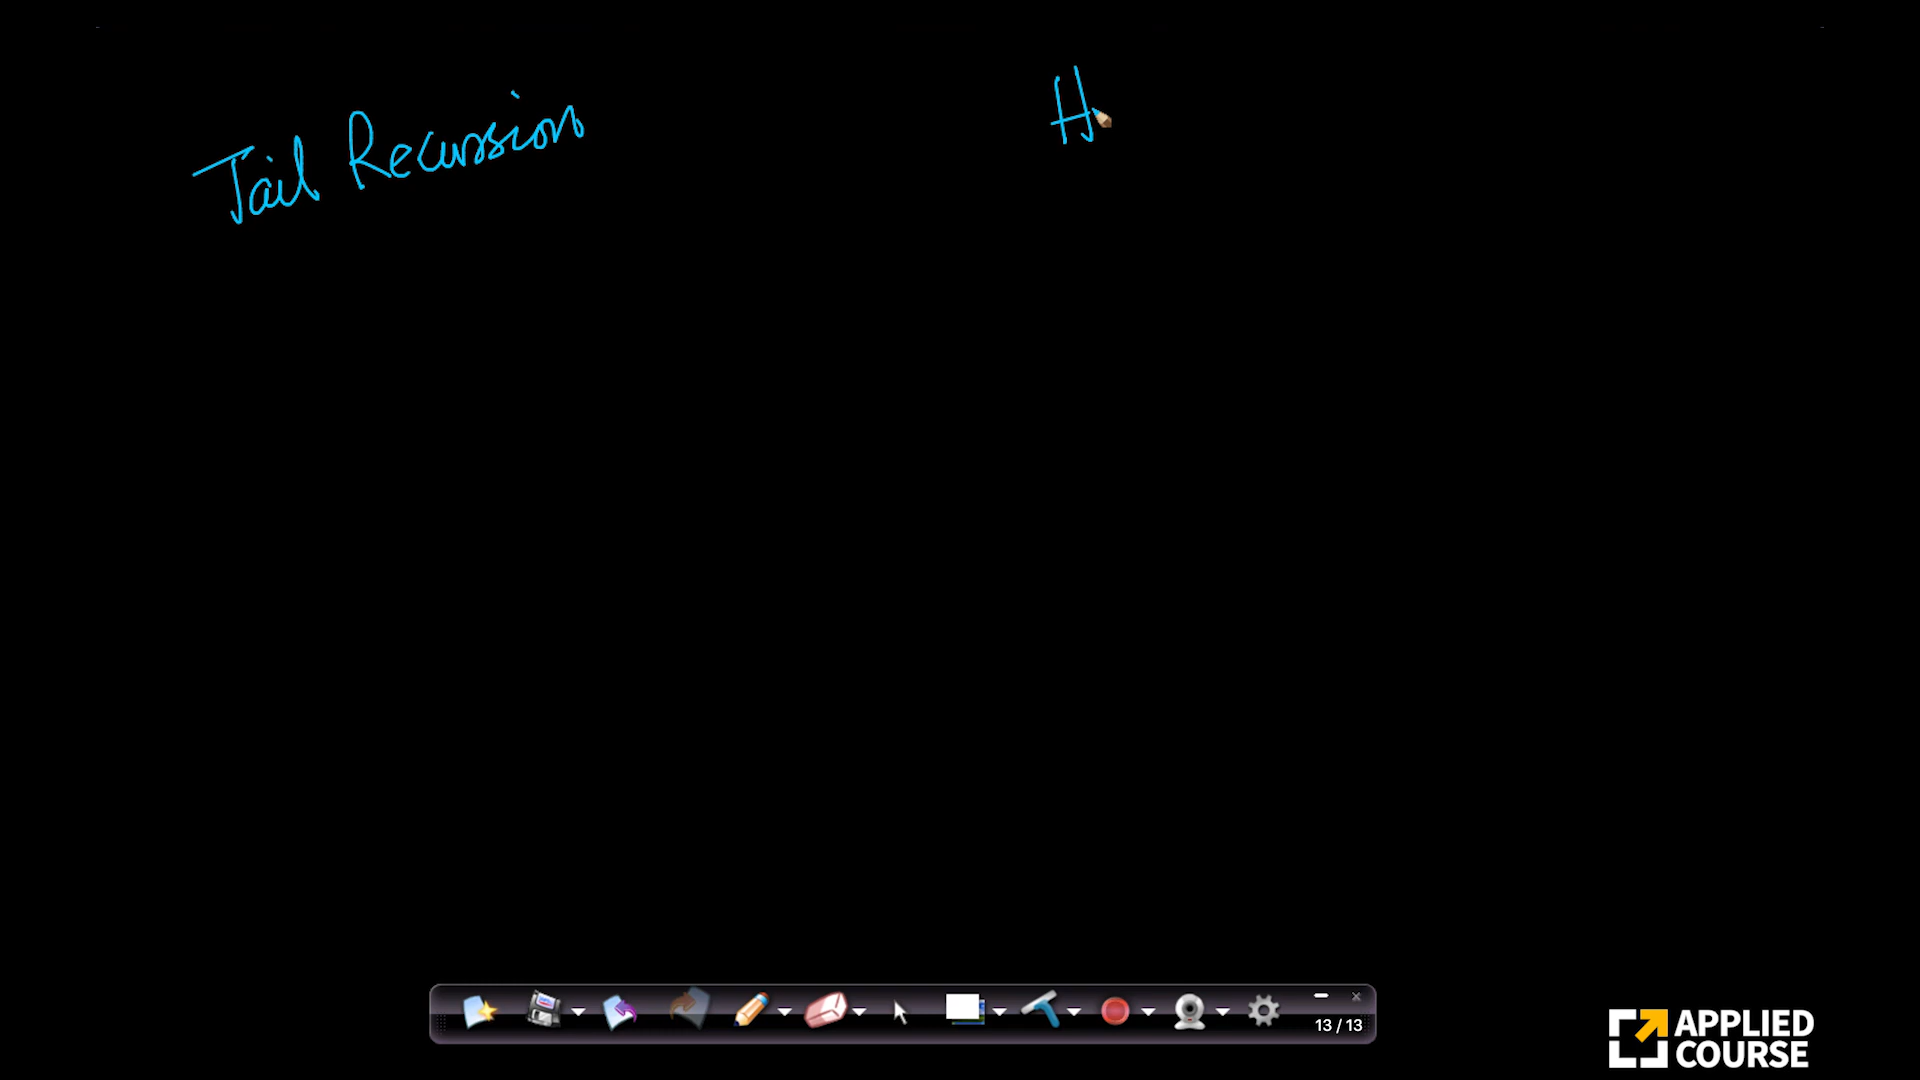 Tail Recursion
H
13 / 13
APPLIED
COURSE